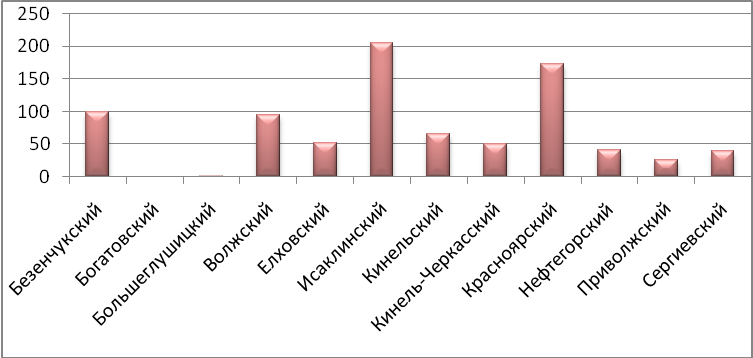 250
200
150
100
50
0
Безенчукский
Богатовский
Большеглушицкий
Волжский
Елховский
Исаклинский
Кинельский
Кинель-Черкасский
Красноярский
Нефтегорский
Приволжский
Сергиевский